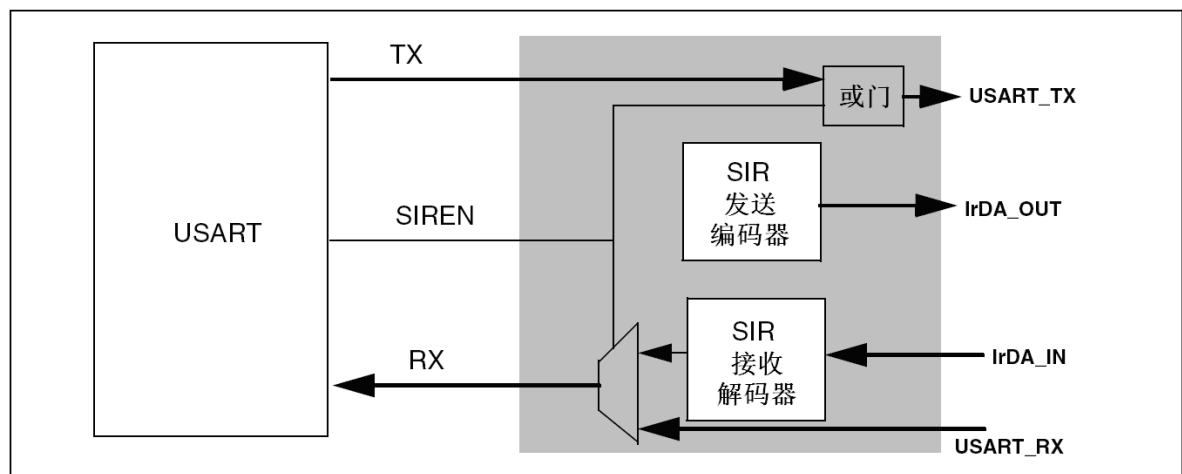 TX
或门
USART_TX
SIR
发送
编码器
IrDA_OUT
USART
SIREN
SIR
接收
解码器
IrDA_IN
RX
USART_RX